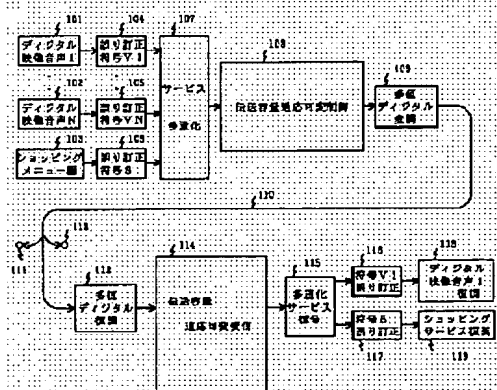 101
104
107
ディジタル
映像音声1
誤り訂正
符号V.1
サービス
多重化
108
伝送容量適応可変制御
109
多値
ディジタル
変調
102
105
ディジタル
映像音声N
誤り訂正
符号V.N
103
106
ショッピング
メニュー画
誤り訂正
符号S
110
111
113
112
多値
ディジタル
復調
114
伝送容量
適応可変受信
115
多重化
サービス
復号
116
符号V.1
誤り訂正
118
ディジタル
映像音声1
復調
符号S
誤り訂正
117
ショッピング
サービス復調
119